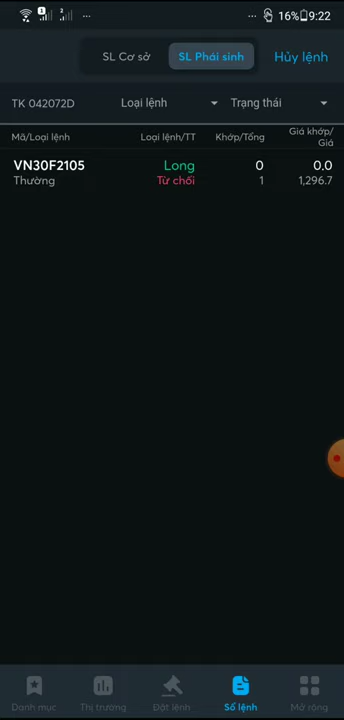 1 2 ... ... 16% 9:22
SL Cơ sở SL Phái sinh Hủy lệnh
TK 042072D Loại lệnh Trạng thái
Mã/Loại lệnh Loại lệnh/TT Khớp/Tổng Giá khớp/
Giá
VN30F2105 Long 0 0.0
Thường Từ chối 1 1,296.7
Danh mục Thị trường Đặt lệnh Sổ lệnh Mở rộng